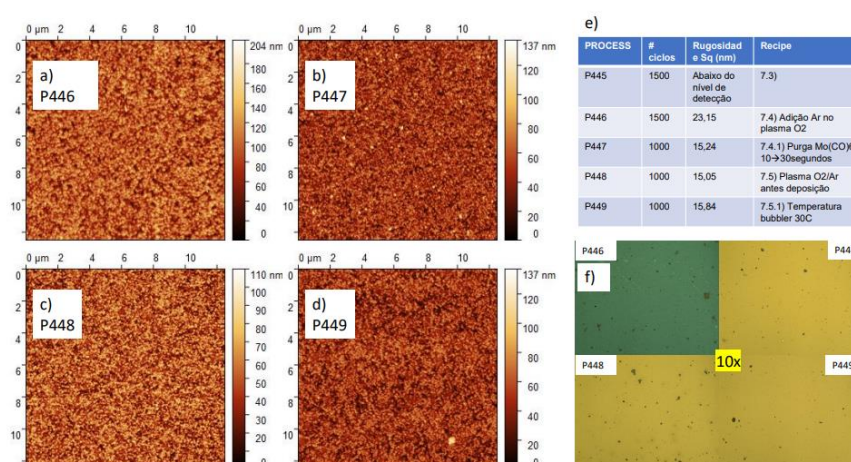 0 µm 2 4 6 8 10
0
2
4
6
8
10
a)
P446
204 nm
180
160
140
120
100
80
60
40
20
0
0 µm 2 4 6 8 10
0
2
4
6
8
10
b)
P447
137 nm
120
100
80
60
40
20
0
0 µm 2 4 6 8 10
0
2
4
6
8
10
c)
P448
110 nm
100
90
80
70
60
50
40
30
20
10
0
0 µm 2 4 6 8 10
0
2
4
6
8
10
d)
P449
137 nm
120
100
80
60
40
20
0
e)
PROCESS # ciclos Rugosidad e Sq (nm) Recipe
P445 1500 Abaixo do nível de detecção 7.3)
P446 1500 23,15 7.4) Adição Ar no plasma O2
P447 1000 15,24 7.4.1) Purga 10→30segundos
P448 1000 15,05 7.5) Plasma O2/Ar antes deposição
P449 1000 15,84 7.5.1) Temperatura bubbler 30C
P446
f)
10x
P448
P449